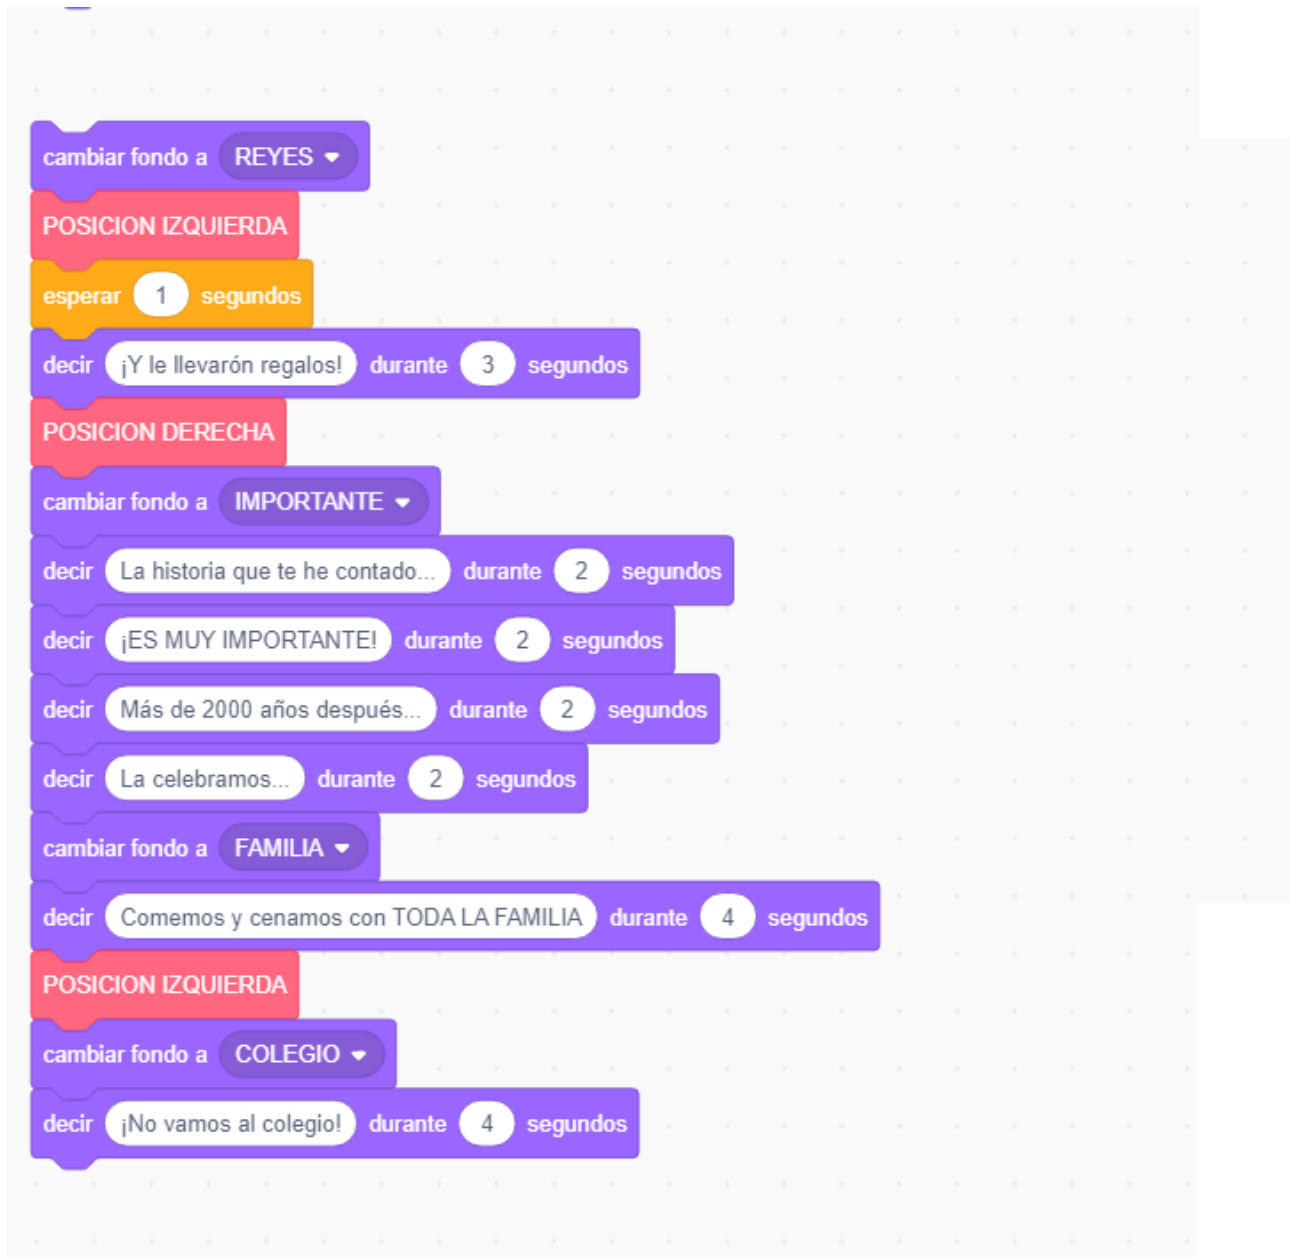 cambiar fondo a REYES
POSICION IZQUIERDA
esperar 1 segundos
decir ¡Y le llevarón regalos! durante 3 segundos
POSICION DERECHA
cambiar fondo a IMPORTANTE
decir La historia que te he contado... durante 2 segundos
decir ¡ES MUY IMPORTANTE! durante 2 segundos
decir Más de 2000 años después... durante 2 segundos
decir La celebramos... durante 2 segundos
cambiar fondo a FAMILIA
decir Comemos y cenamos con TODA LA FAMILIA durante 4 segundos
POSICION IZQUIERDA
cambiar fondo a COLEGIO
decir ¡No vamos al colegio! durante 4 segundos